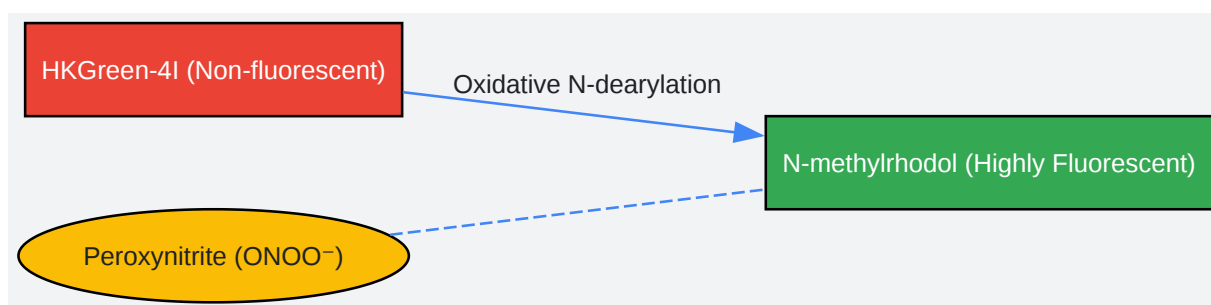 HKGreen-4I (Non-fluorescent)
Oxidative N-dearylation
N-methylrhodol (Highly Fluorescent)
Peroxynitrite (ONOO⁻)